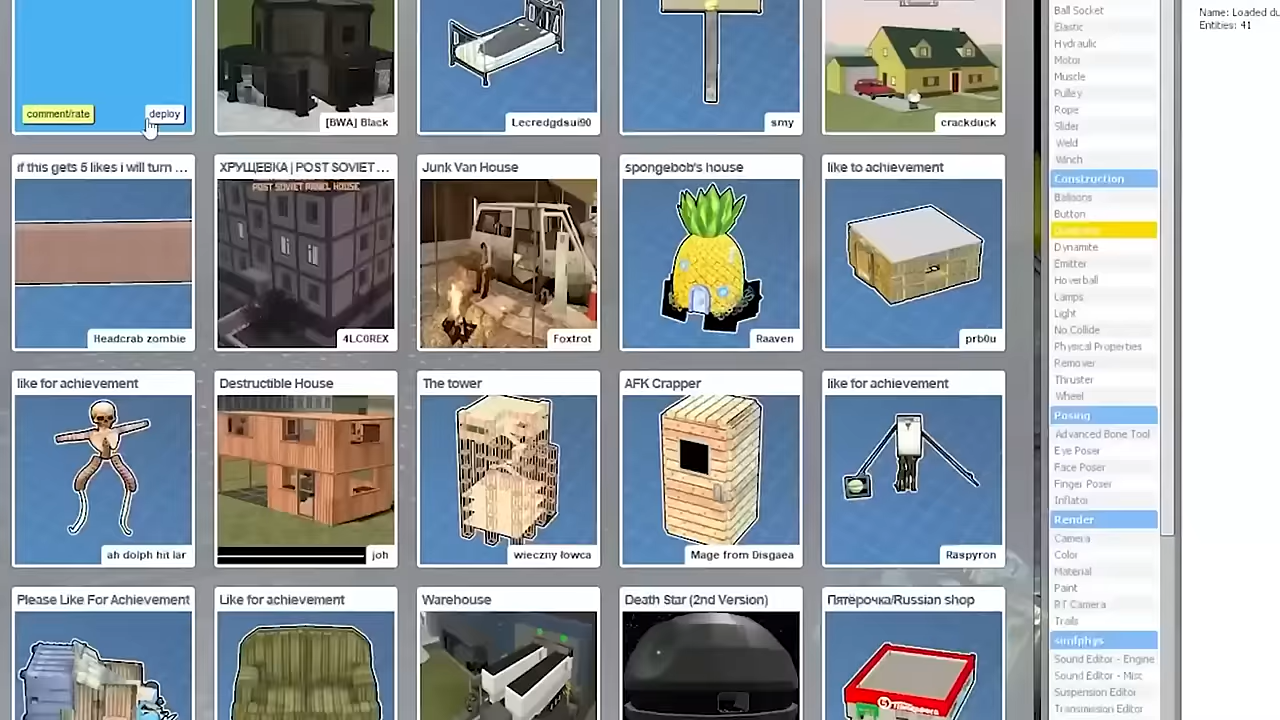 Name: Loaded du
Entities: 41
comment/rate
deploy
[BWA] Black
Lecredgdsui90
smy
crackduck
if this gets 5 likes i will turn ...
ХРУЩЕВКА | POST SOVIET...
Junk Van House
spongebob's house
like to achievement
POST SOVIET PANEL HOUSE
Headcrab zombie
4LC0REX
Foxtrot
Raaven
prb0u
like for achievement
Destructible House
The tower
AFK Crapper
like for achievement
ah dolph hit lar
joh
wieczny łowca
Mage from Disgaea
Raspyron
Please Like For Achievement
Like for achievement
Warehouse
Death Star (2nd Version)
Пятерочка/Russian shop
Ball Socket
Elastic
Hydraulic
Motor
Muscle
Pulley
Rope
Slider
Weld
Winch
Construction
Balloons
Button
Duplicator
Dynamite
Emitter
Hoverball
Lamps
Light
No Collide
Physical Properties
Remover
Thruster
Wheel
Posing
Advanced Bone Tool
Eye Poser
Face Poser
Finger Poser
Inflator
Render
Camera
Color
Material
Paint
RT Camera
Trails
simfphys
Sound Editor - Engine
Sound Editor - Misc
Suspension Editor
Transmission Editor